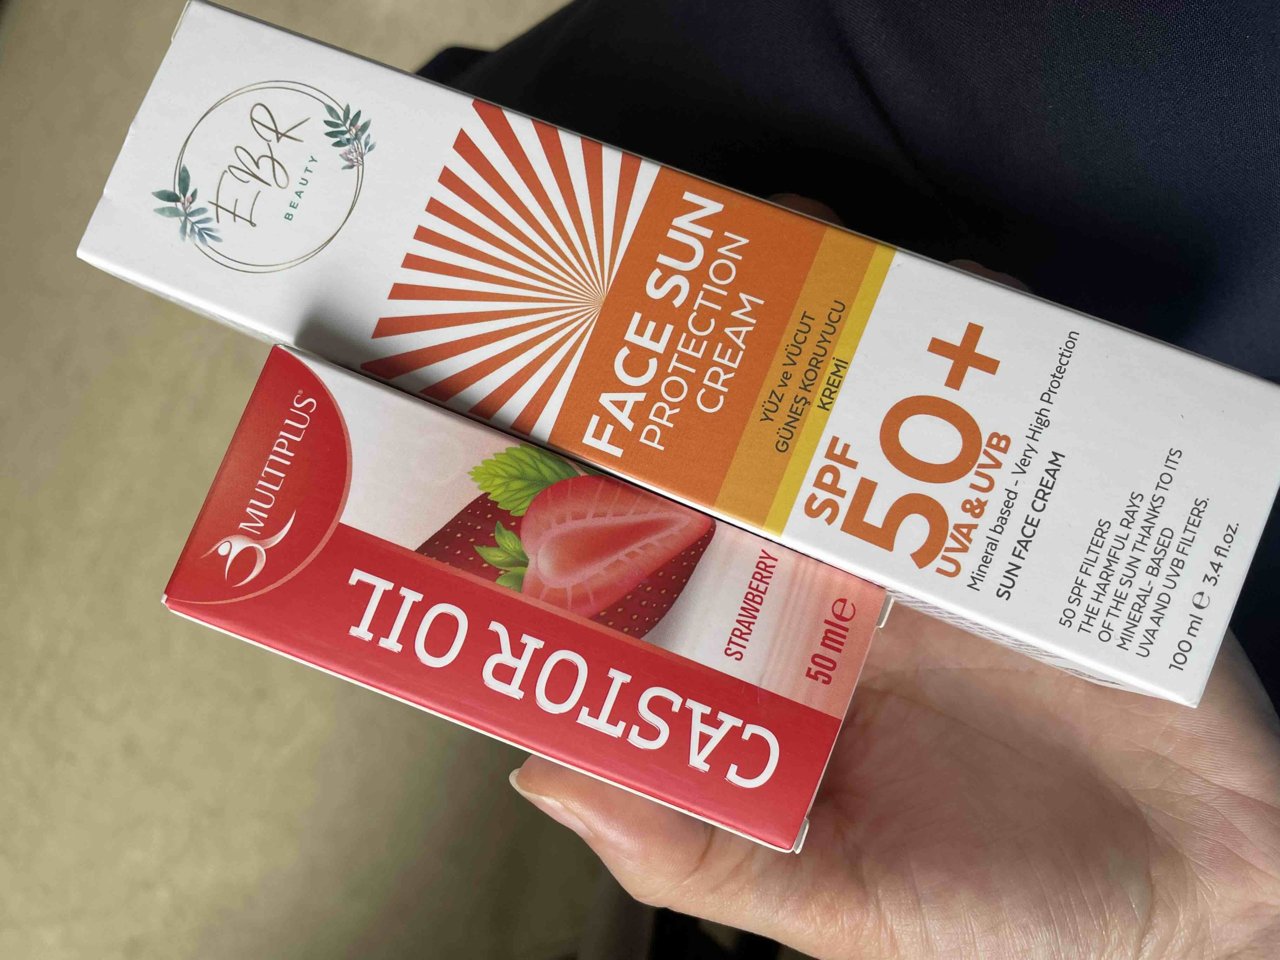 EBR
BEAUTY
FACE SUN
PROTECTION
CREAM
YÜZ ve VÜCUT
GÜNEŞ KORUYUCU
KREMİ
SPF
50+
UVA & UVB
Mineral based - Very High Protection
SUN FACE CREAM
50 SPF FILTERS
THE HARMFUL RAYS
OF THE SUN THANKS TO ITS
MINERAL- BASED
UVA AND UVB FILTERS.
100 ml ℮ 3.4 fl.oz.
MULTIPLUS®
CASTOR OIL
STRAWBERRY
50 ml℮